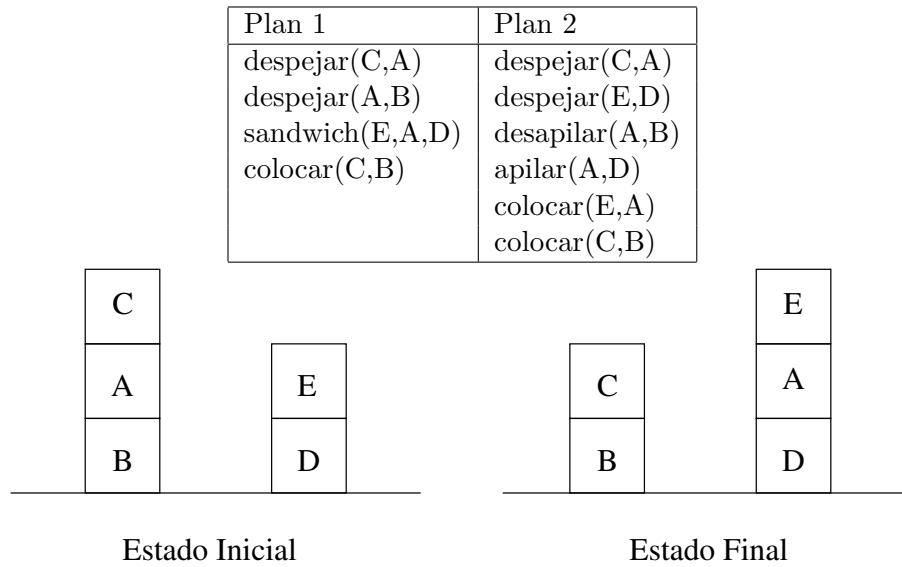 Plan 1 Plan 2
despejar(C,A) despejar(C,A)
despejar(A,B) despejar(E,D)
sandwich(E,A,D) desapilar(A,B)
colocar(C,B) apilar(A,D)
colocar(E,A)
colocar(C,B)
C E
A E C A
B D B D
Estado Inicial Estado Final